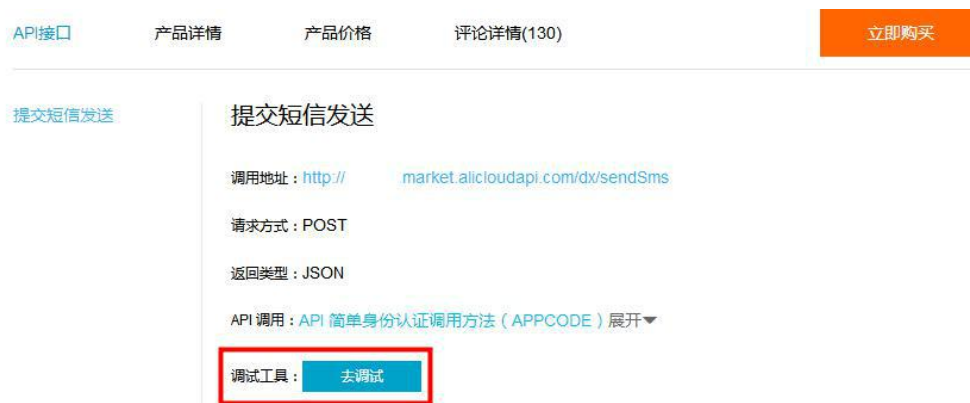 API接口 产品详情 产品价格 评论详情(130) 立即购买
提交短信发送 提交短信发送
调用地址：http:// market.alicloudapi.com/dx/sendSms
请求方式：POST
返回类型：JSON
API 调用：API 简单身份认证调用方法（APPCODE）展开
调试工具： 去调试